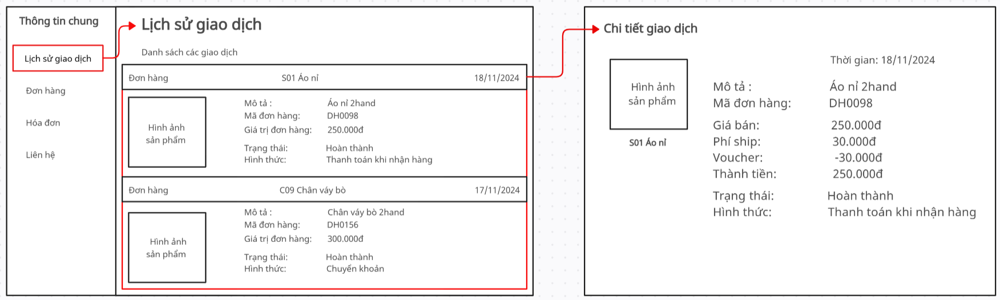 Thông tin chung
Lịch sử giao dịch
Đơn hàng
Hóa đơn
Liên hệ
Lịch sử giao dịch
Danh sách các giao dịch
Đơn hàng S01 Áo nỉ 18/11/2024
Hình ảnh
sản phẩm
Mô tả : Áo nỉ 2hand
Mã đơn hàng: DH0098
Giá trị đơn hàng: 250.000đ
Trạng thái: Hoàn thành
Hình thức: Thanh toán khi nhận hàng
Đơn hàng C09 Chân váy bò 17/11/2024
Hình ảnh
sản phẩm
Mô tả : Chân váy bò 2hand
Mã đơn hàng: DH0156
Giá trị đơn hàng: 300.000đ
Trạng thái: Hoàn thành
Hình thức: Chuyển khoản
Chi tiết giao dịch
Thời gian: 18/11/2024
Hình ảnh
sản phẩm
S01 Áo nỉ
Mô tả : Áo nỉ 2hand
Mã đơn hàng: DH0098
Giá bán: 250.000đ
Phí ship: 30.000đ
Voucher: -30.000đ
Thành tiền: 250.000đ
Trạng thái: Hoàn thành
Hình thức: Thanh toán khi nhận hàng